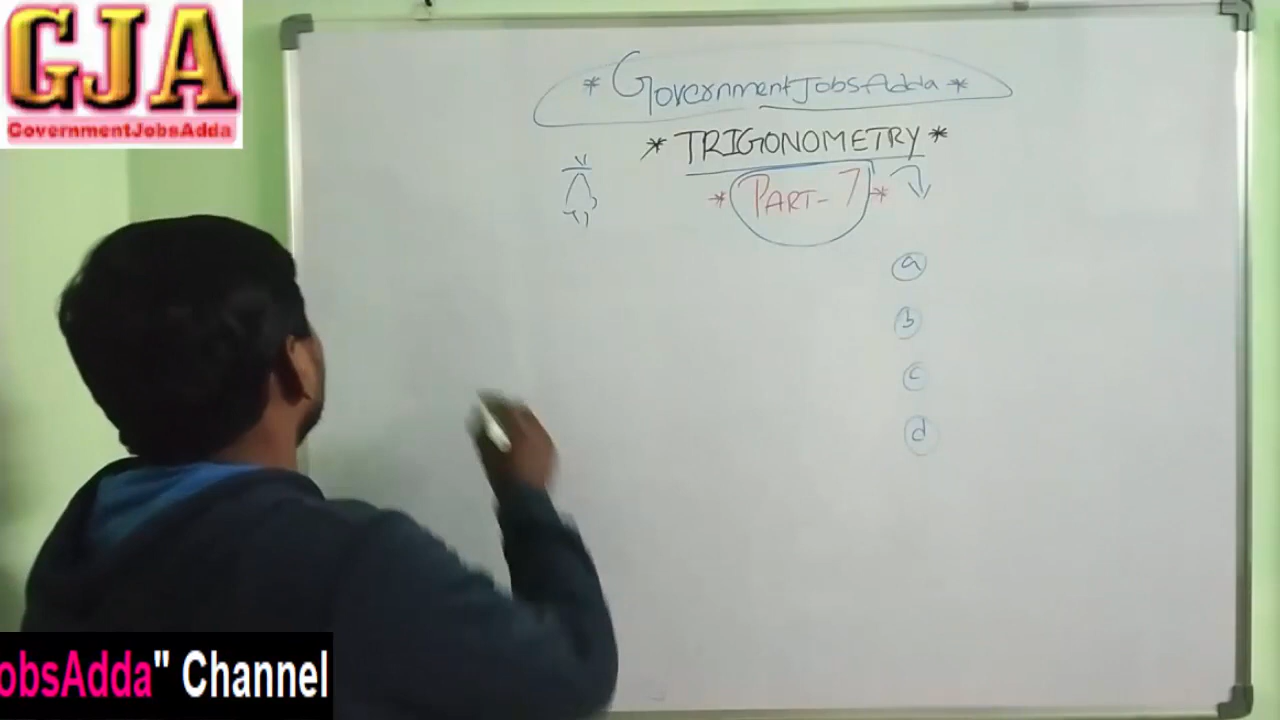 GJA
GovernmentJobsAdda
* GovernmentJobsAdda *
* TRIGONOMETRY *
* PART-7 *
a
b
c
d
obsAdda" Channel